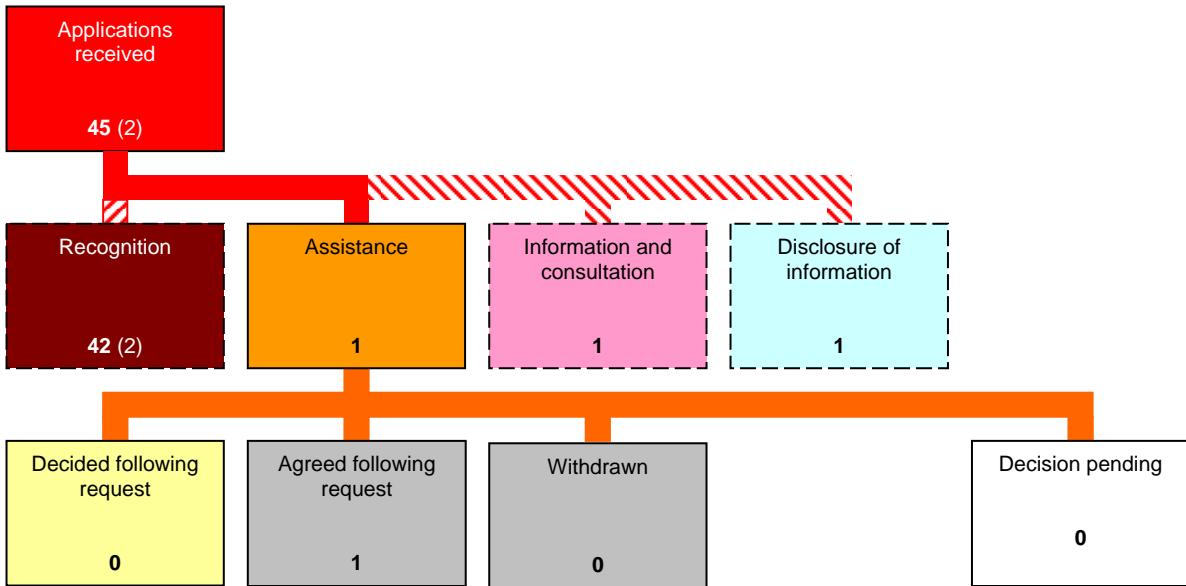 Applications
received
45 (2)
Recognition
42 (2)
Assistance
1
Information and
consultation
1
Disclosure of
information
1
Decided following
request
0
Agreed following
request
1
Withdrawn
0
Decision pending
0